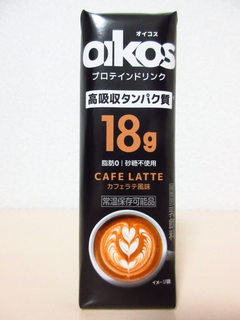 オイコス
oikos
プロテインドリンク
高吸収タンパク質
18g
脂肪0 | 砂糖不使用
CAFE LATTE
カフェラテ風味
常温保存可能品
イメージ図